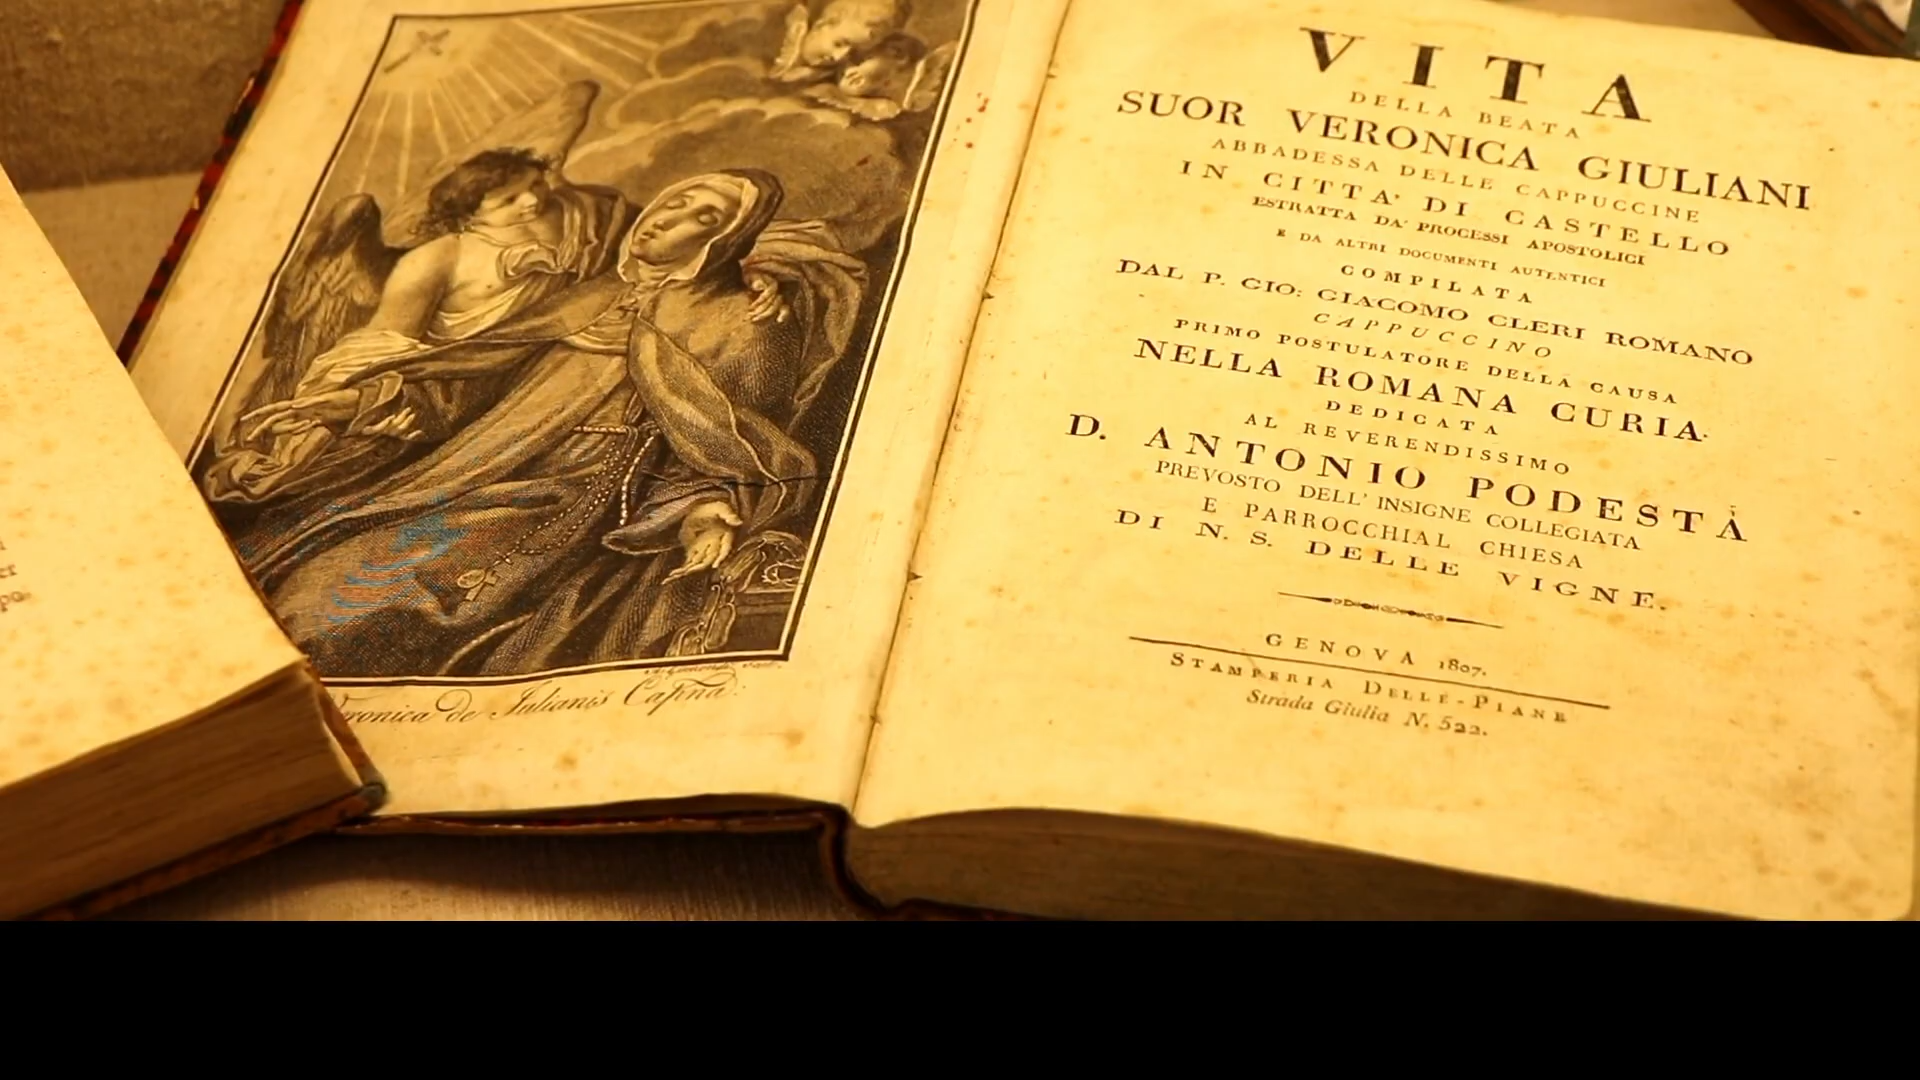 er
po-
Veronica de Julianis Capna.
VITA
DELLA BEATA
SUOR VERONICA GIULIANI
ABBADESSA DELLE CAPPUCCINE
IN CITTA' DI CASTELLO
ESTRATTA DA' PROCESSI APOSTOLICI
E DA ALTRI DOCUMENTI AUTENTICI
COMPILATA
DAL P. GIO: GIACOMO CLERI ROMANO
CAPPUCCINO
PRIMO POSTULATORE DELLA CAUSA
NELLA ROMANA CURIA.
DEDICATA
AL REVERENDISSIMO
D. ANTONIO PODESTÀ
PREVOSTO DELL' INSIGNE COLLEGIATA
E PARROCCHIAL CHIESA
DI N. S. DELLE VIGNE.
GENOVA 1807.
STAMPERIA DELLE-PIANE
Strada Giulia N. 522.